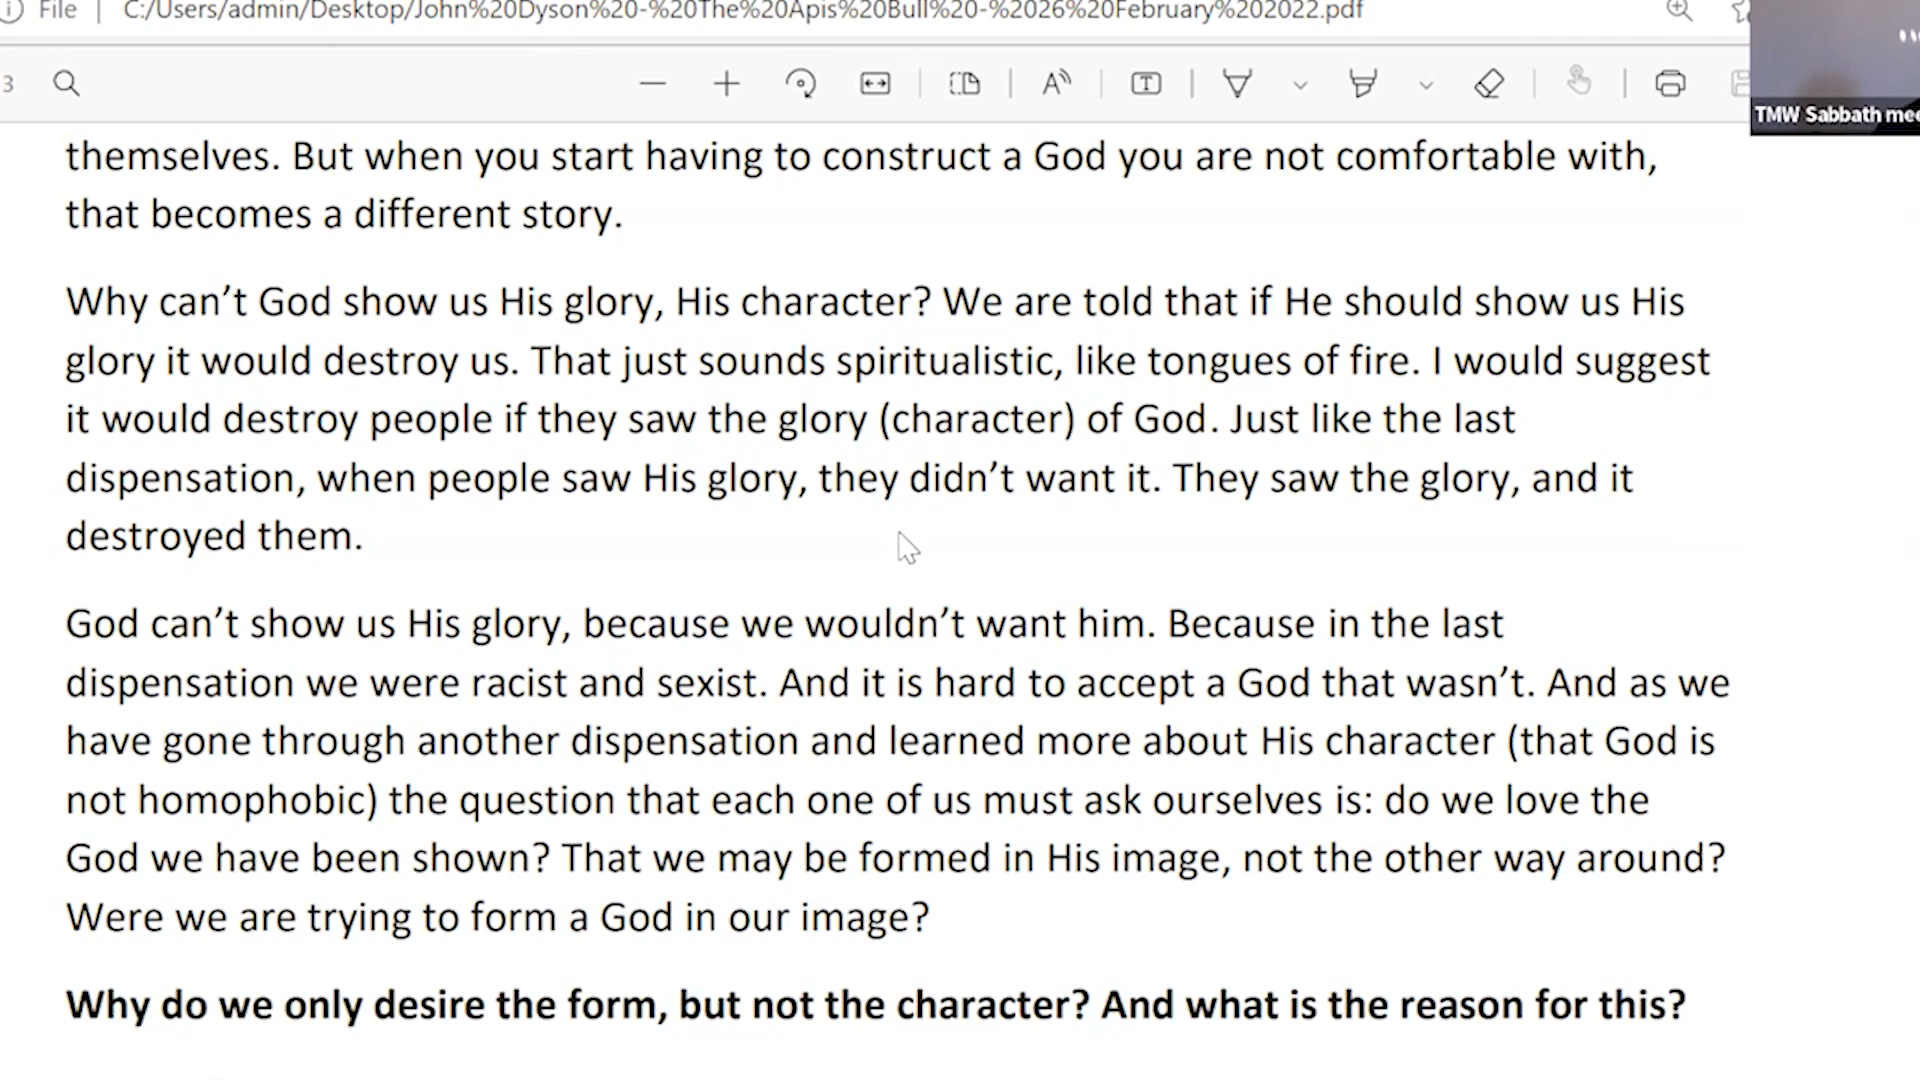 File | C:/Users/admin/Desktop/John%20Dyson%20-%20The%20Apis%20Bull%20-%2026%20February%202022.pdf
3
TMW Sabbath mee
themselves. But when you start having to construct a God you are not comfortable with,
that becomes a different story.
Why can’t God show us His glory, His character? We are told that if He should show us His
glory it would destroy us. That just sounds spiritualistic, like tongues of fire. I would suggest
it would destroy people if they saw the glory (character) of God. Just like the last
dispensation, when people saw His glory, they didn’t want it. They saw the glory, and it
destroyed them.
God can’t show us His glory, because we wouldn’t want him. Because in the last
dispensation we were racist and sexist. And it is hard to accept a God that wasn’t. And as we
have gone through another dispensation and learned more about His character (that God is
not homophobic) the question that each one of us must ask ourselves is: do we love the
God we have been shown? That we may be formed in His image, not the other way around?
Were we are trying to form a God in our image?
Why do we only desire the form, but not the character? And what is the reason for this?